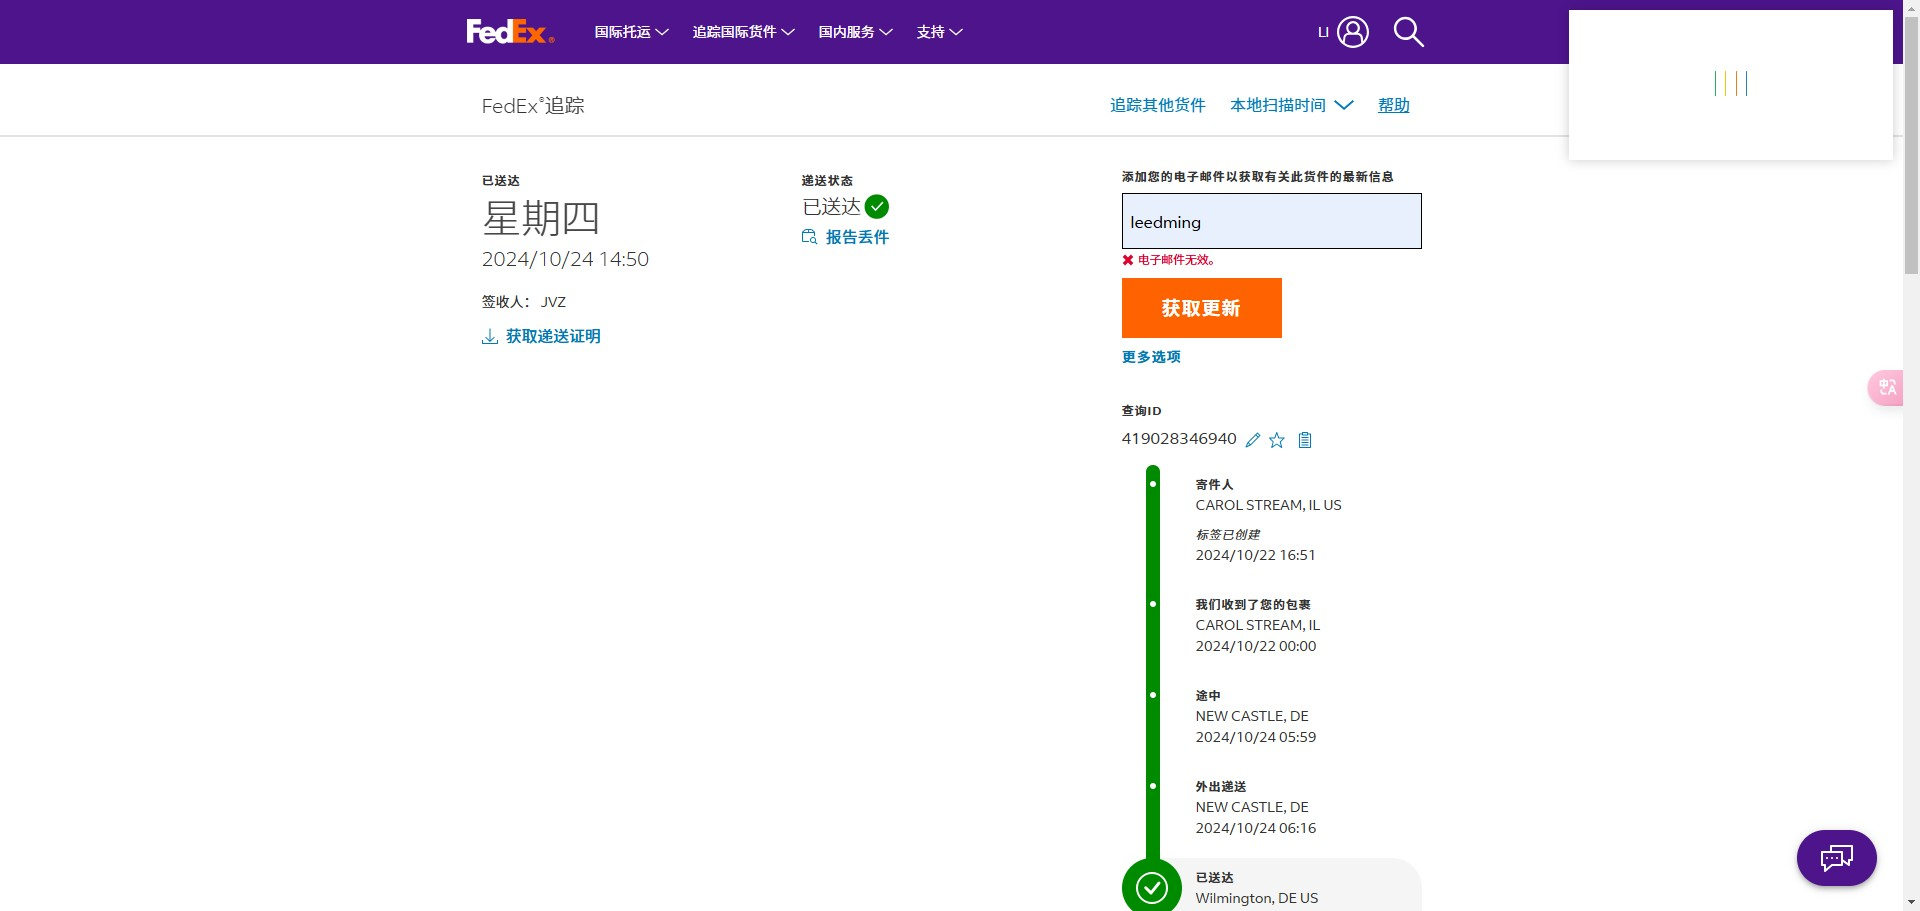 FedEx®
国际托运
追踪国际货件
国内服务
支持
LI
FedEx®追踪
追踪其他货件
本地扫描时间
帮助
已送达
星期四
2024/10/24 14:50
签收人： JVZ
获取递送证明
递送状态
已送达
报告丢件
添加您的电子邮件以获取有关此货件的最新信息
leedming
电子邮件无效。
获取更新
更多选项
查询ID
419028346940
寄件人
CAROL STREAM, IL US
标签已创建
2024/10/22 16:51
我们收到了您的包裹
CAROL STREAM, IL
2024/10/22 00:00
途中
NEW CASTLE, DE
2024/10/24 05:59
外出递送
NEW CASTLE, DE
2024/10/24 06:16
已送达
Wilmington, DE US
中A